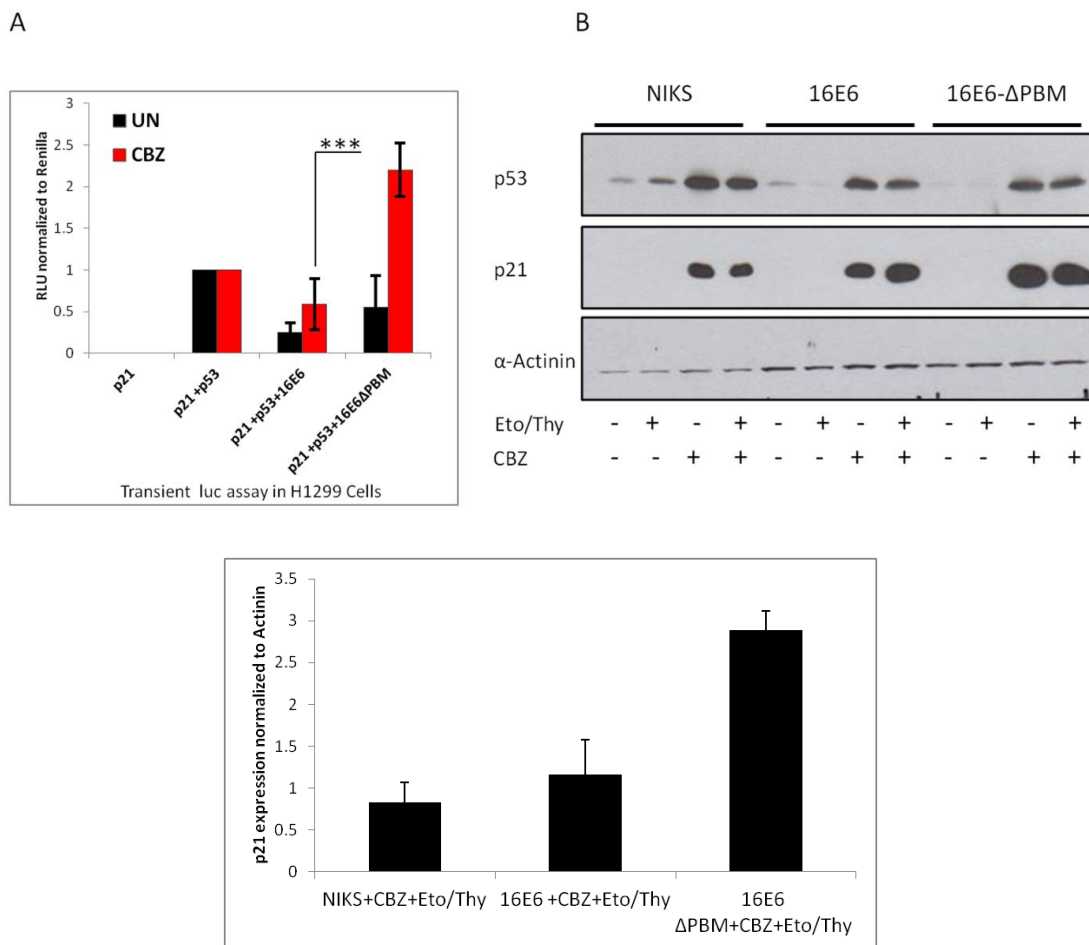 A
B
3
2.5
2
1.5
1
0.5
0
RLU normalized to Renilla
UN
CBZ
***
p21
p21 +p53
p21 +p53+16E6
p21 +p53+16E6ΔPBM
Transient luc assay in H1299 Cells
NIKS 16E6 16E6-ΔPBM
p53
p21
α-Actinin
Eto/Thy - + - + - + - + - + - +
CBZ - - + + - - + + - - + +
3.5
3
2.5
2
1.5
1
0.5
0
p21 expression normalized to Actinin
NIKS+CBZ+Eto/Thy
16E6 +CBZ+Eto/Thy
16E6
ΔPBM+CBZ+Eto/Thy